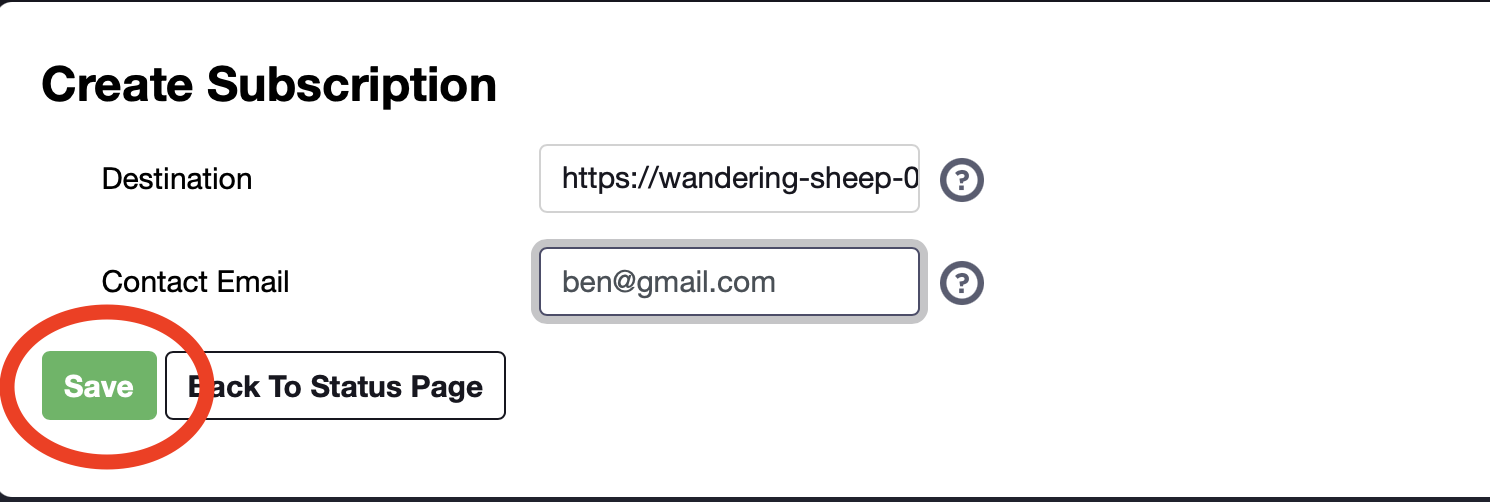 Create Subscription
Destination https://wandering-sheep-0 ?
Contact Email ben@gmail.com ?
Save Back To Status Page